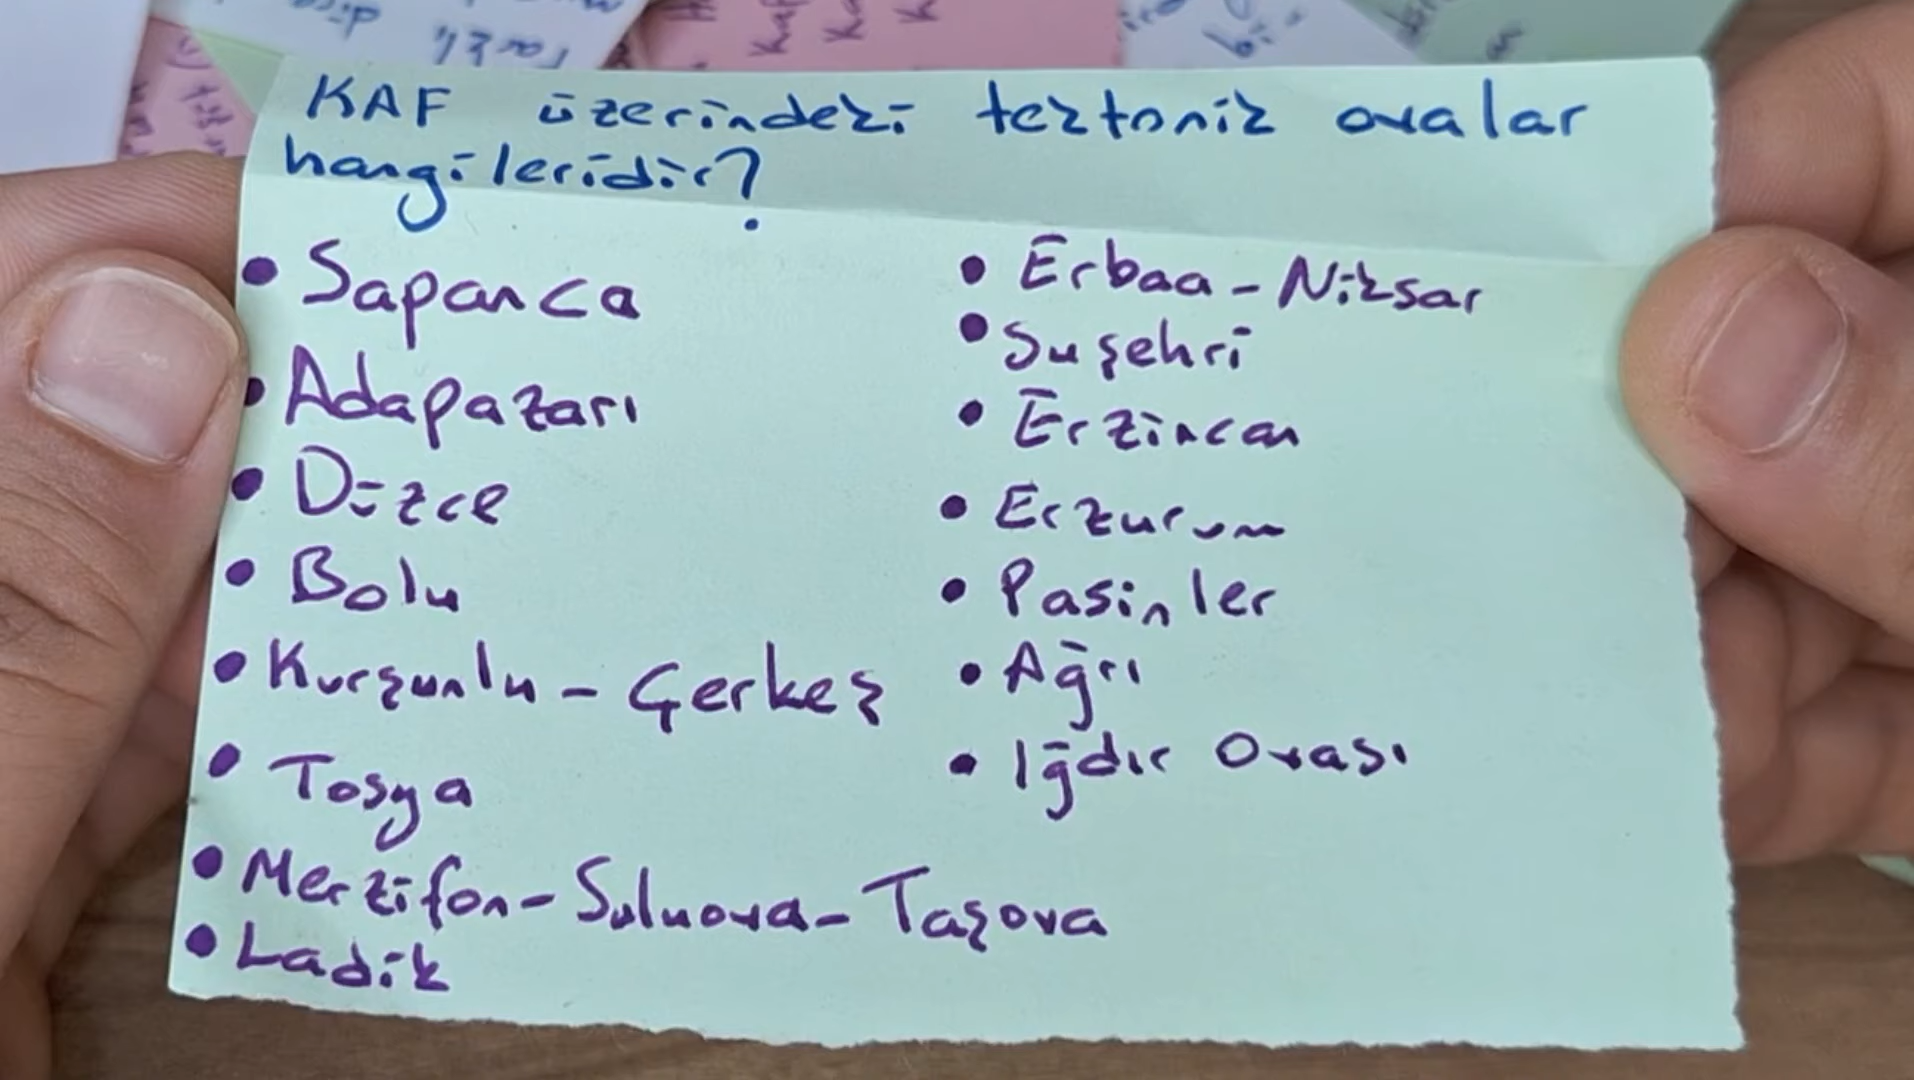 KAF üzerindeki tektonik ovalar
hangileridir?
• Sapanca
• Adapazarı
• Düzce
• Bolu
• Kurşunlu - Çerkeş
• Tosya
• Merzifon - Suluova - Taşova
• Ladik
• Erbaa - Niksar
• Suşehri
• Erzincan
• Erzurum
• Pasinler
• Ağrı
• Iğdır Ovası